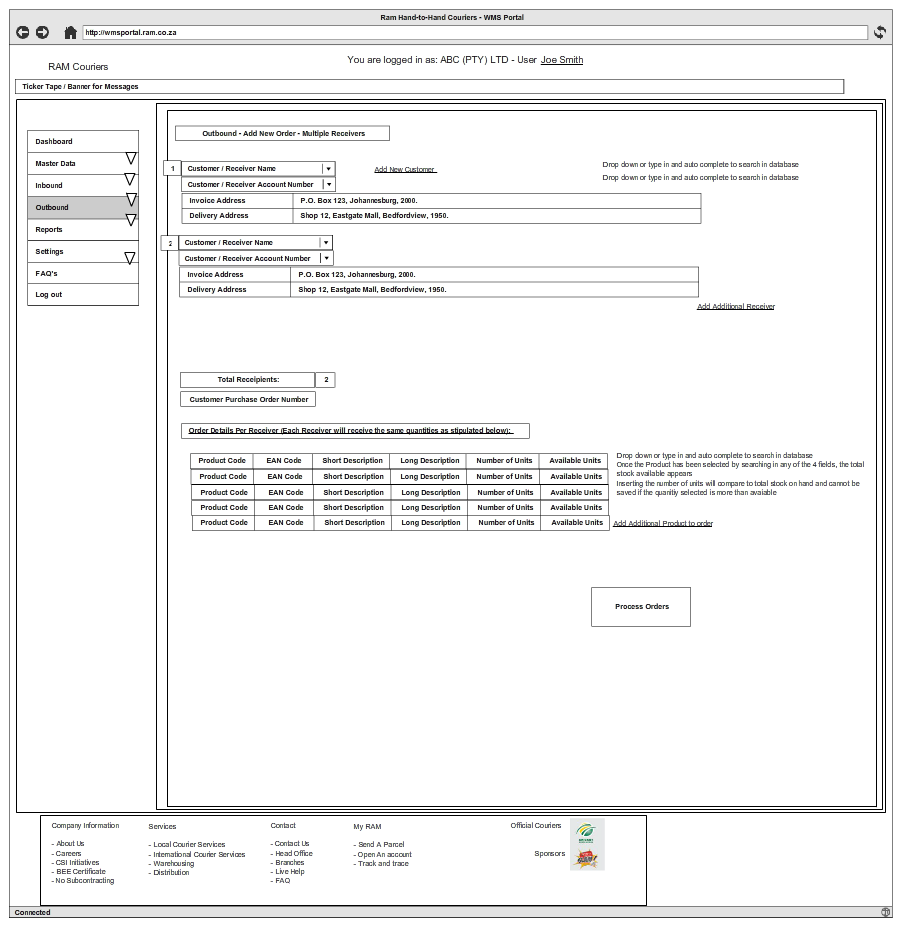 Ram Hand-to-Hand Couriers - WMS Portal
http://wmsportal.ram.co.za
You are logged in as: ABC (PTY) LTD - User Joe Smith
RAM Couriers
Ticker Tape / Banner for Messages
Dashboard
Master Data
Inbound
Outbound
Reports
Settings
FAQ's
Log out
Outbound - Add New Order - Multiple Receivers
1 Customer / Receiver Name
Add New Customer
Drop down or type in and auto complete to search in database
Customer / Receiver Account Number
Drop down or type in and auto complete to search in database
Invoice Address P.O. Box 123, Johannesburg, 2000.
Delivery Address Shop 12, Eastgate Mall, Bedfordview, 1950.
2 Customer / Receiver Name
Customer / Receiver Account Number
Invoice Address P.O. Box 123, Johannesburg, 2000.
Delivery Address Shop 12, Eastgate Mall, Bedfordview, 1950.
Add Additional Receiver
Total Receipients: 2
Customer Purchase Order Number
Order Details Per Receiver (Each Receiver will receive the same quantities as stipulated below):
Product Code EAN Code Short Description Long Description Number of Units Available Units
Product Code EAN Code Short Description Long Description Number of Units Available Units
Product Code EAN Code Short Description Long Description Number of Units Available Units
Product Code EAN Code Short Description Long Description Number of Units Available Units
Product Code EAN Code Short Description Long Description Number of Units Available Units
Drop down or type in and auto complete to search in database
Once the Product has been selected by searching in any of the 4 fields, the total
stock available appears
Inserting the number of units will compare to total stock on hand and cannot be
saved if the quantiy selected is more than avaiable
Add Additional Product to order
Process Orders
Company Information
- About Us
- Careers
- CSI Initiatives
- BEE Certificate
- No Subcontracting
Services
- Local Courier Services
- International Courier Services
- Warehousing
- Distribution
Contact
- Contact Us
- Head Office
- Branches
- Live Help
- FAQ
My RAM
- Send A Parcel
- Open An account
- Track and trace
Official Couriers
Sponsors
Connected